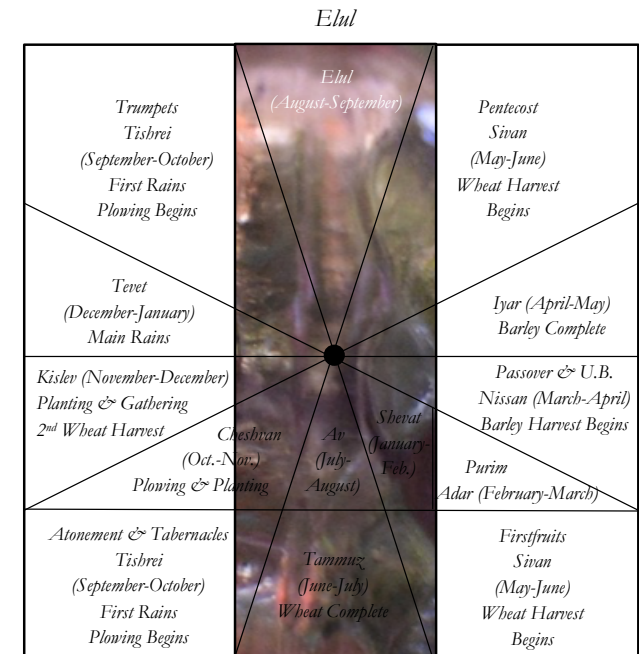 Elul
Elul
(August-September)
Trumpets
Tishrei
(September-October)
First Rains
Plowing Begins
Pentecost
Sivan
(May-June)
Wheat Harvest
Begins
Tevet
(December-January)
Main Rains
Iyar (April-May)
Barley Complete
Kislev (November-December)
Planting & Gathering
2nd Wheat Harvest
Passover & U.B.
Nissan (March-April)
Barley Harvest Begins
Cheshvan
(Oct.-Nov.)
Plowing & Planting
Av
(July-
August)
Shevat
(January-
Feb.)
Purim
Adar (February-March)
Atonement & Tabernacles
Tishrei
(September-October)
First Rains
Plowing Begins
Tammuz
(June-July)
Wheat Complete
Firstfruits
Sivan
(May-June)
Wheat Harvest
Begins